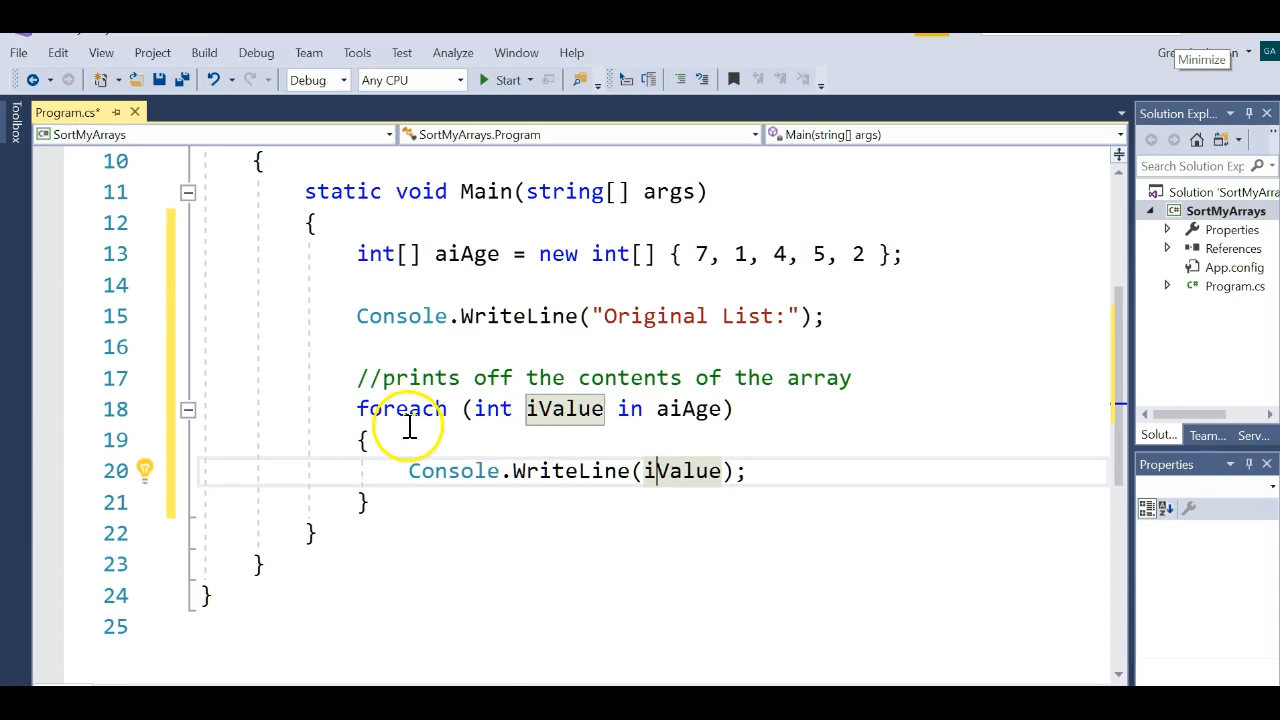 File Edit View Project Build Debug Team Tools Test Analyze Window Help
Minimize
GA
Debug Any CPU Start
Program.cs*
Solution Expl...
Toolbox
SortMyArrays SortMyArrays.Program Main(string[] args)
Search Solution Exp
10 {
11 static void Main(string[] args)
12 {
13 int[] aiAge = new int[] { 7, 1, 4, 5, 2 };
14
15 Console.WriteLine("Original List:");
16
17 //prints off the contents of the array
18 foreach (int iValue in aiAge)
19 {
20 Console.WriteLine(iValue);
21 }
22 }
23 }
24 }
25
Solution 'SortMyArra
SortMyArrays
Properties
References
App.config
Program.cs
Solut... Team... Serv...
Properties